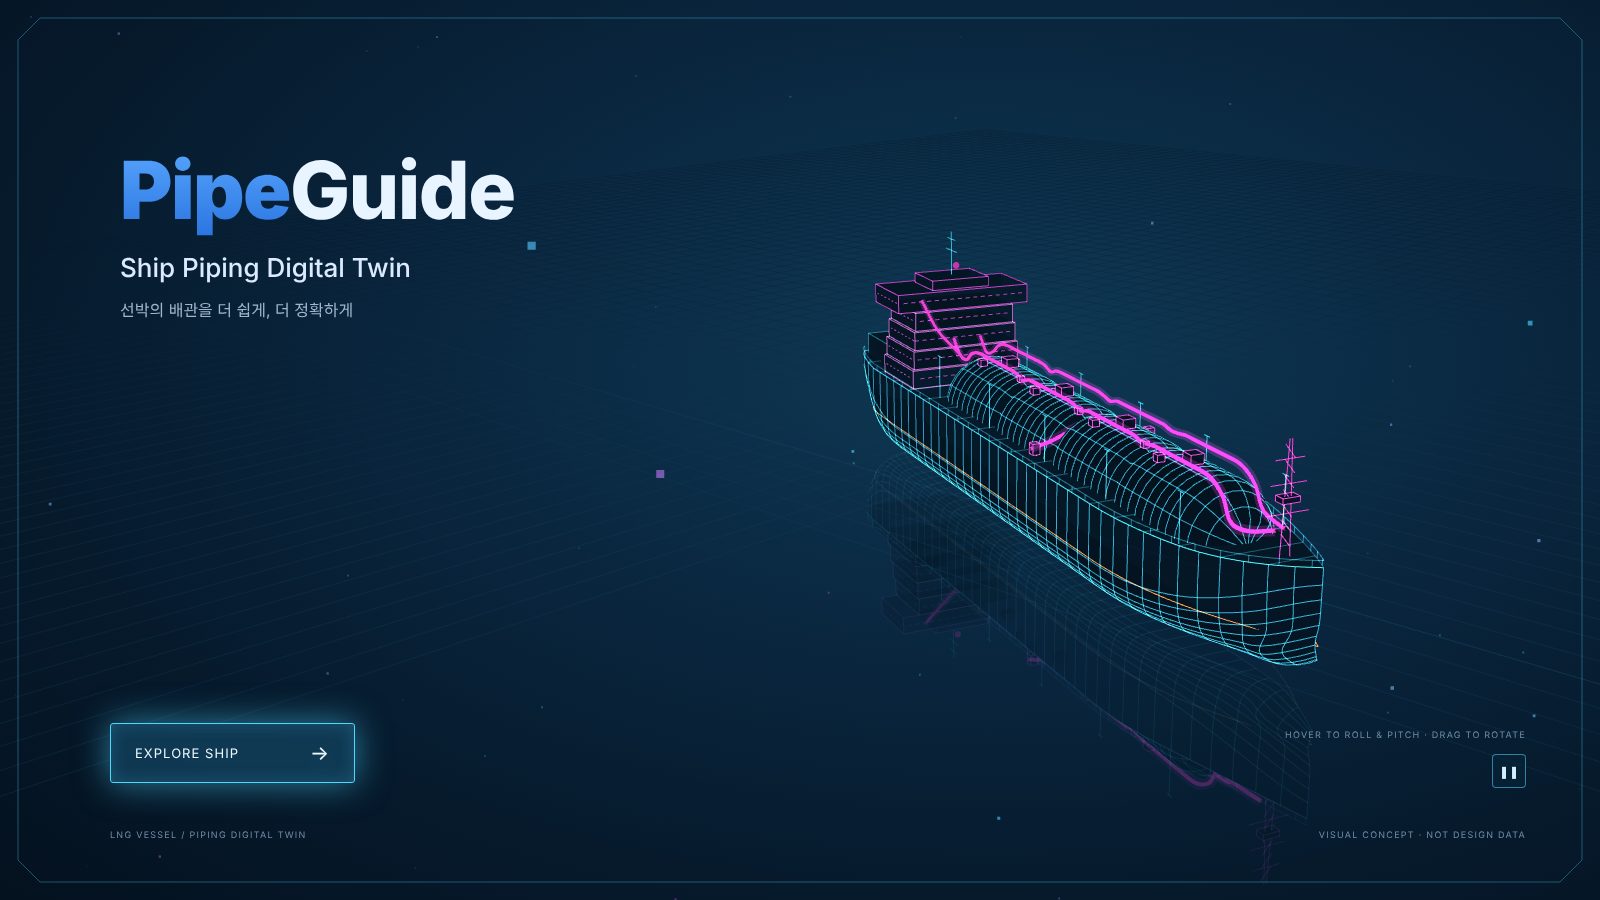 PipeGuide
Ship Piping Digital Twin
선박의 배관을 더 쉽게, 더 정확하게
EXPLORE SHIP →
HOVER TO ROLL & PITCH · DRAG TO ROTATE
LNG VESSEL / PIPING DIGITAL TWIN
VISUAL CONCEPT · NOT DESIGN DATA